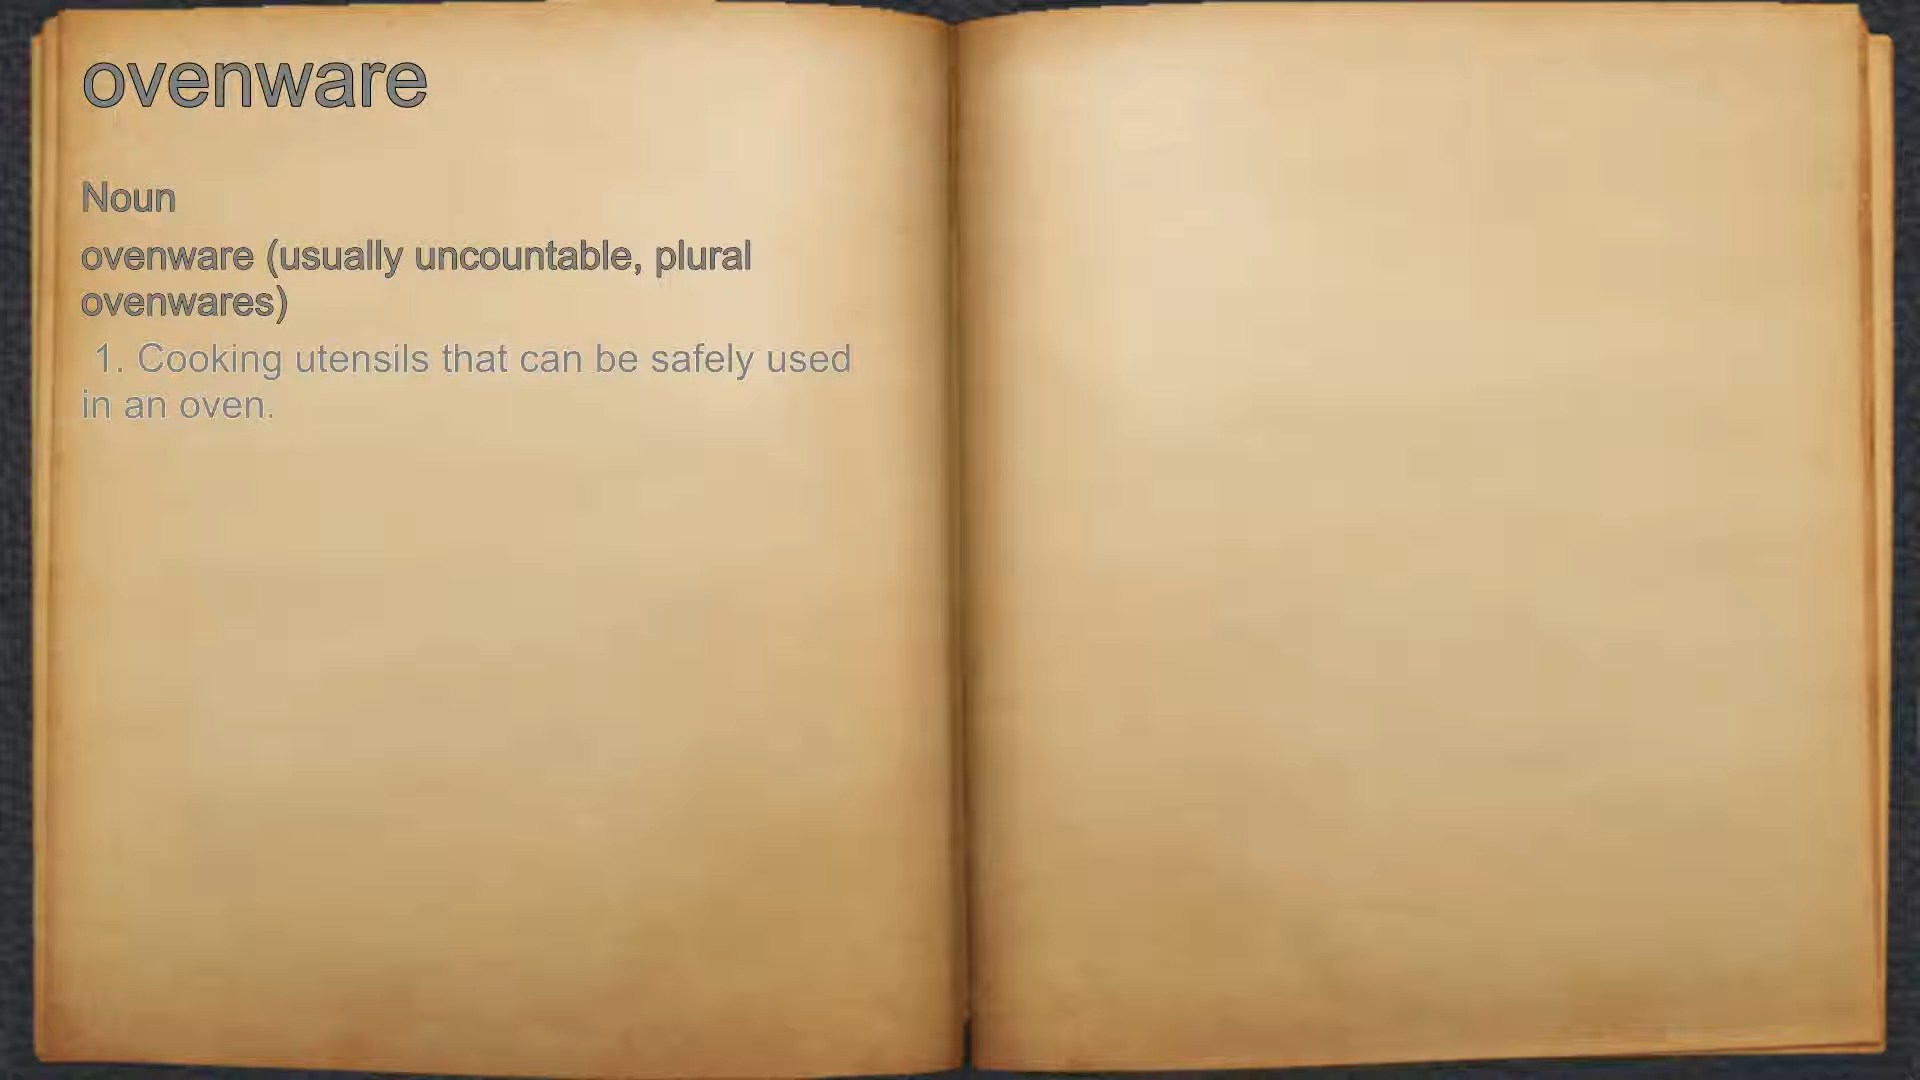 ovenware
Noun
ovenware (usually uncountable, plural
ovenwares)
1. Cooking utensils that can be safely used
in an oven.